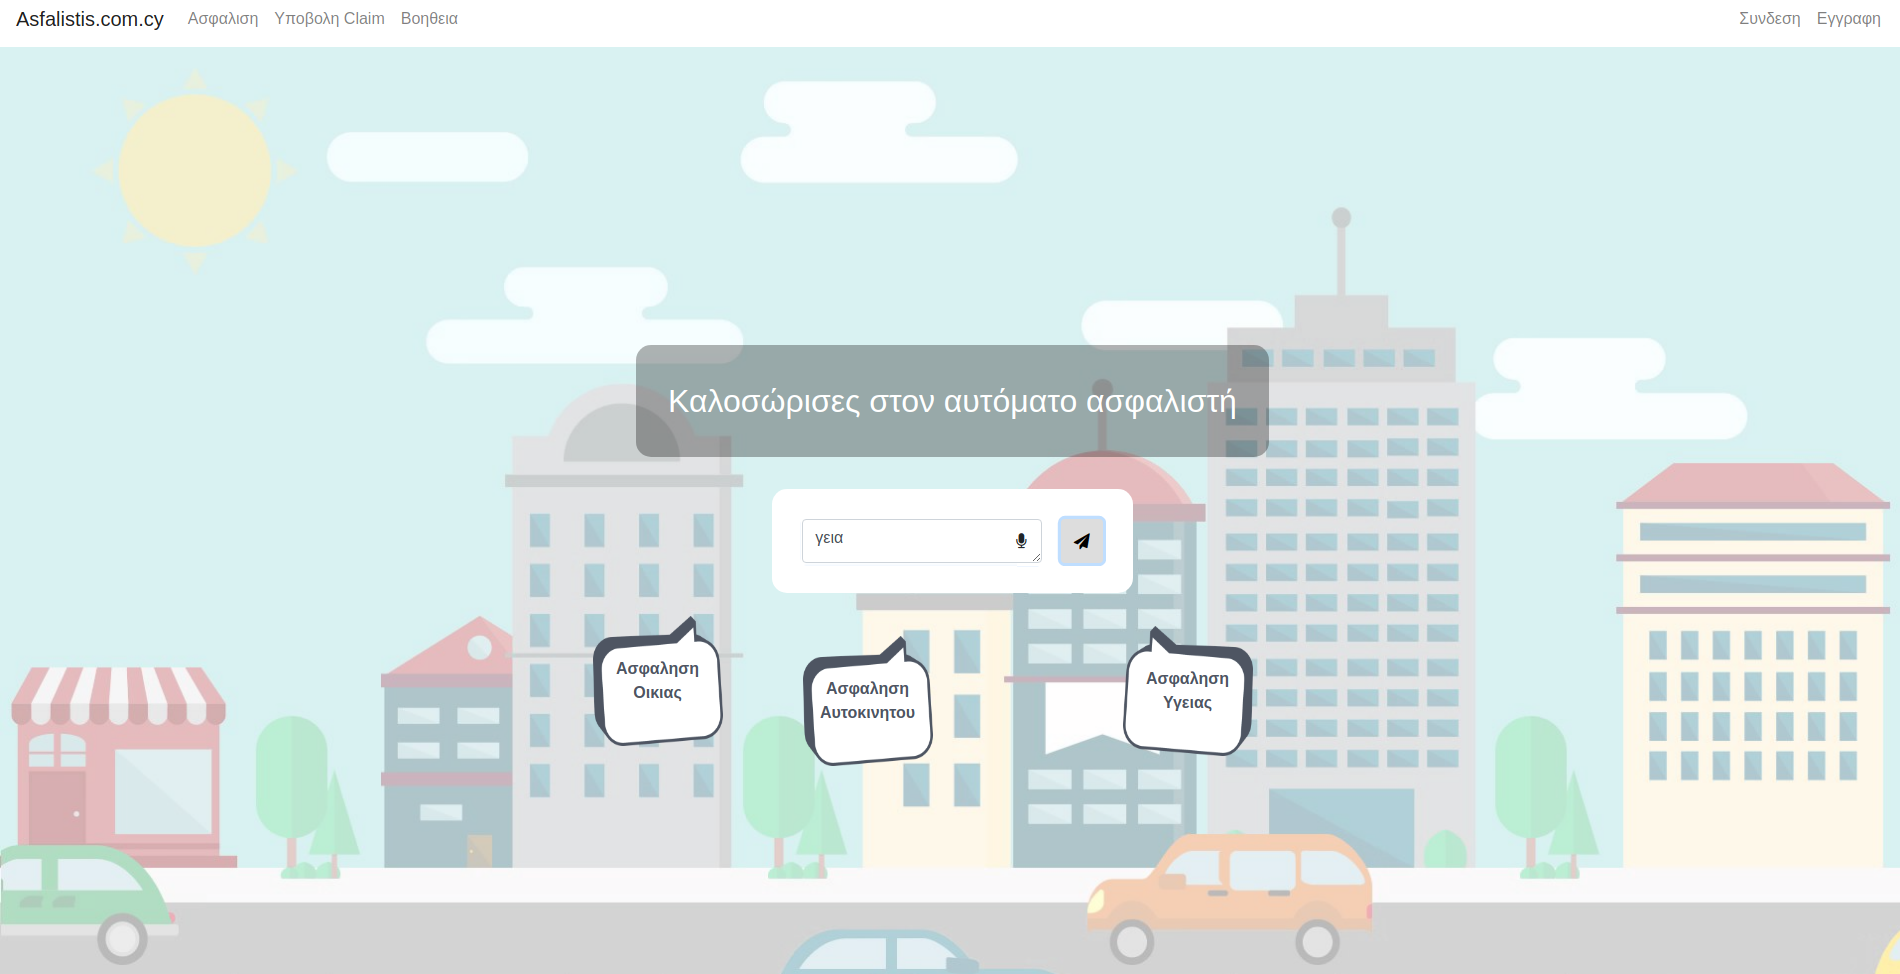 Asfalistis.com.cy Ασφαλιση Υποβολη Claim Βοηθεια Συνδεση Εγγραφη
Καλοσώρισες στον αυτόματο ασφαλιστή
γεια
Ασφαληση
Οικιας
Ασφαληση
Αυτοκινητου
Ασφαληση
Υγειας